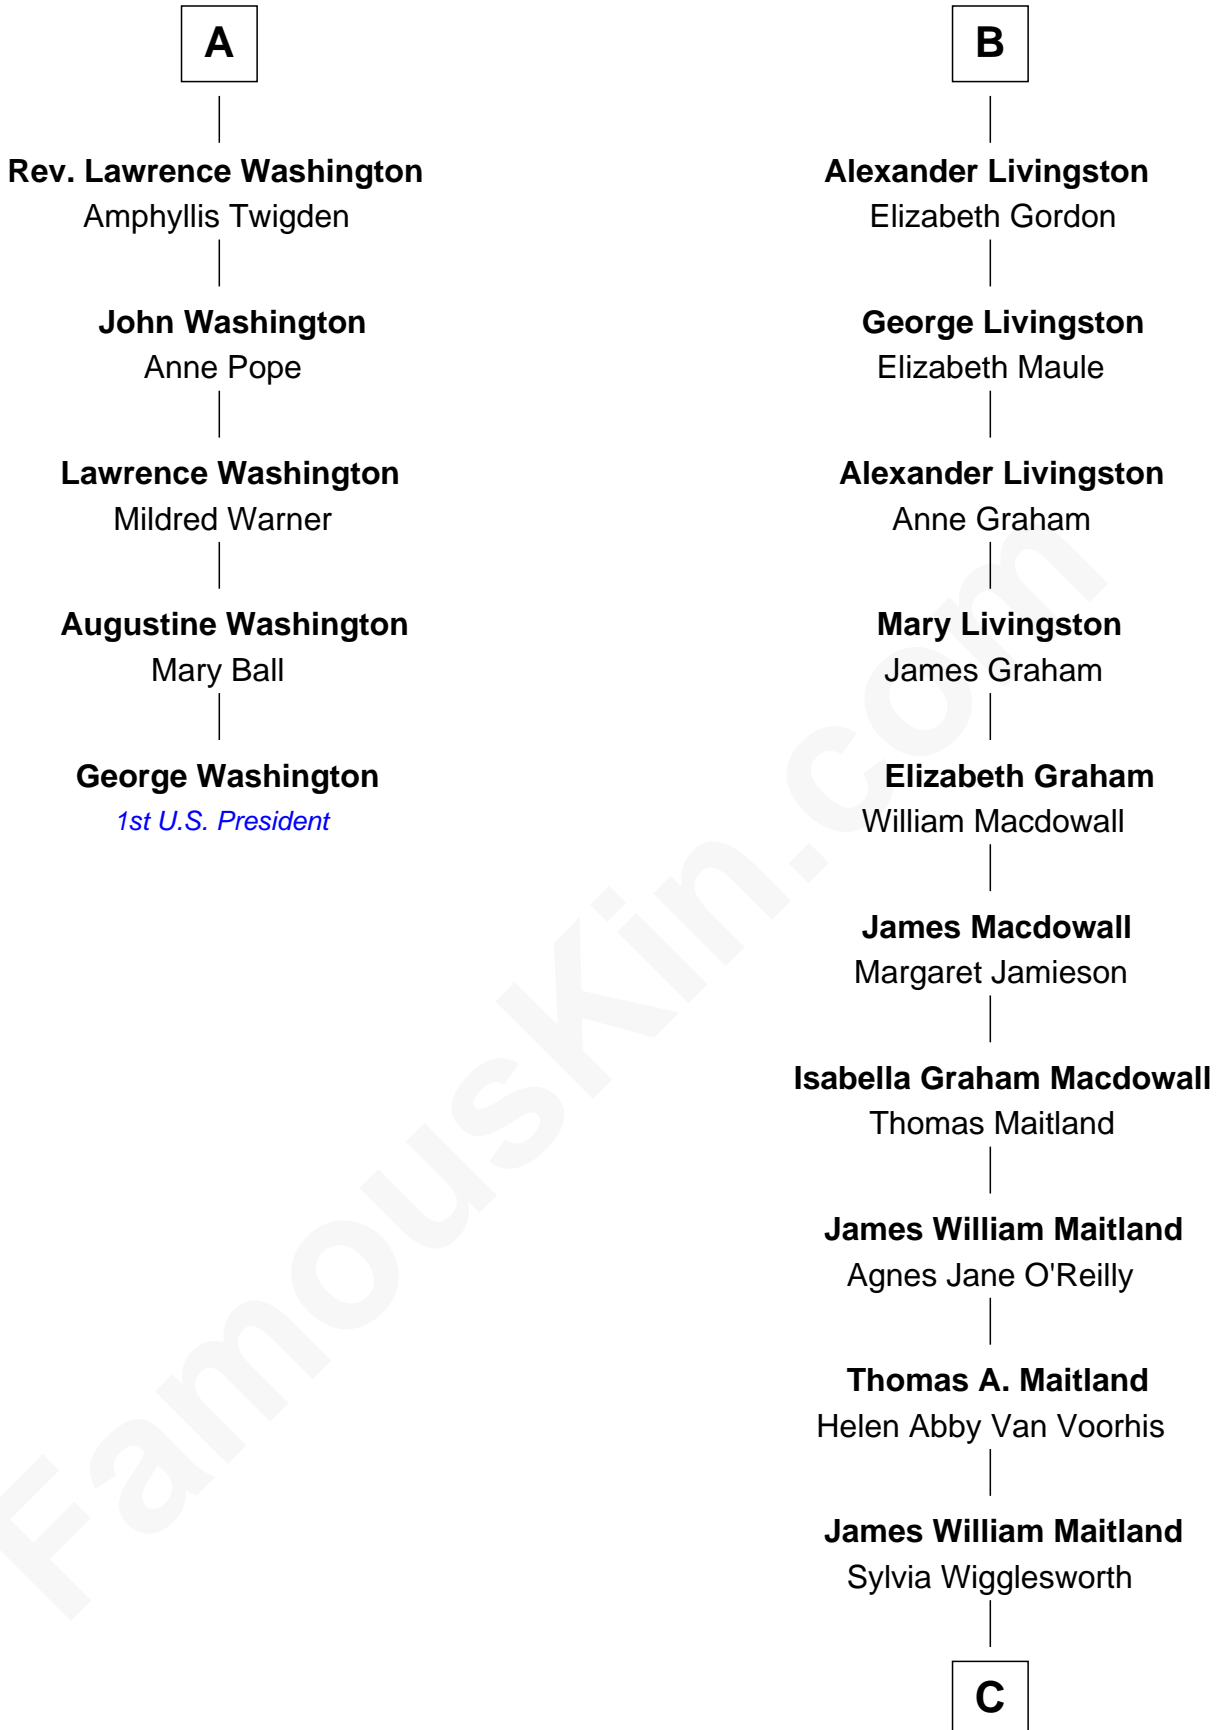 A
Rev. Lawrence Washington
Amphyllis Twigden
John Washington
Anne Pope
Lawrence Washington
Mildred Warner
Augustine Washington
Mary Ball
George Washington
1st U.S. President
B
Alexander Livingston
Elizabeth Gordon
George Livingston
Elizabeth Maule
Alexander Livingston
Anne Graham
Mary Livingston
James Graham
Elizabeth Graham
William Macdowall
James Macdowall
Margaret Jamieson
Isabella Graham Macdowall
Thomas Maitland
James William Maitland
Agnes Jane O'Reilly
Thomas A. Maitland
Helen Abby Van Voorhis
James William Maitland
Sylvia Wigglesworth
C
FamousKin.com